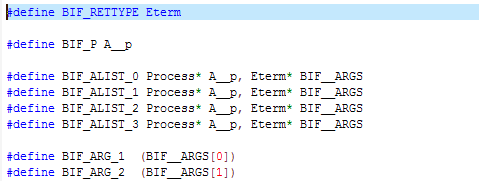 #define BIF_RETTYPE Eterm
#define BIF_P A__p
#define BIF_ALIST_0 Process* A__p, Eterm* BIF__ARGS
#define BIF_ALIST_1 Process* A__p, Eterm* BIF__ARGS
#define BIF_ALIST_2 Process* A__p, Eterm* BIF__ARGS
#define BIF_ALIST_3 Process* A__p, Eterm* BIF__ARGS
#define BIF_ARG_1  (BIF__ARGS[0])
#define BIF_ARG_2  (BIF__ARGS[1])